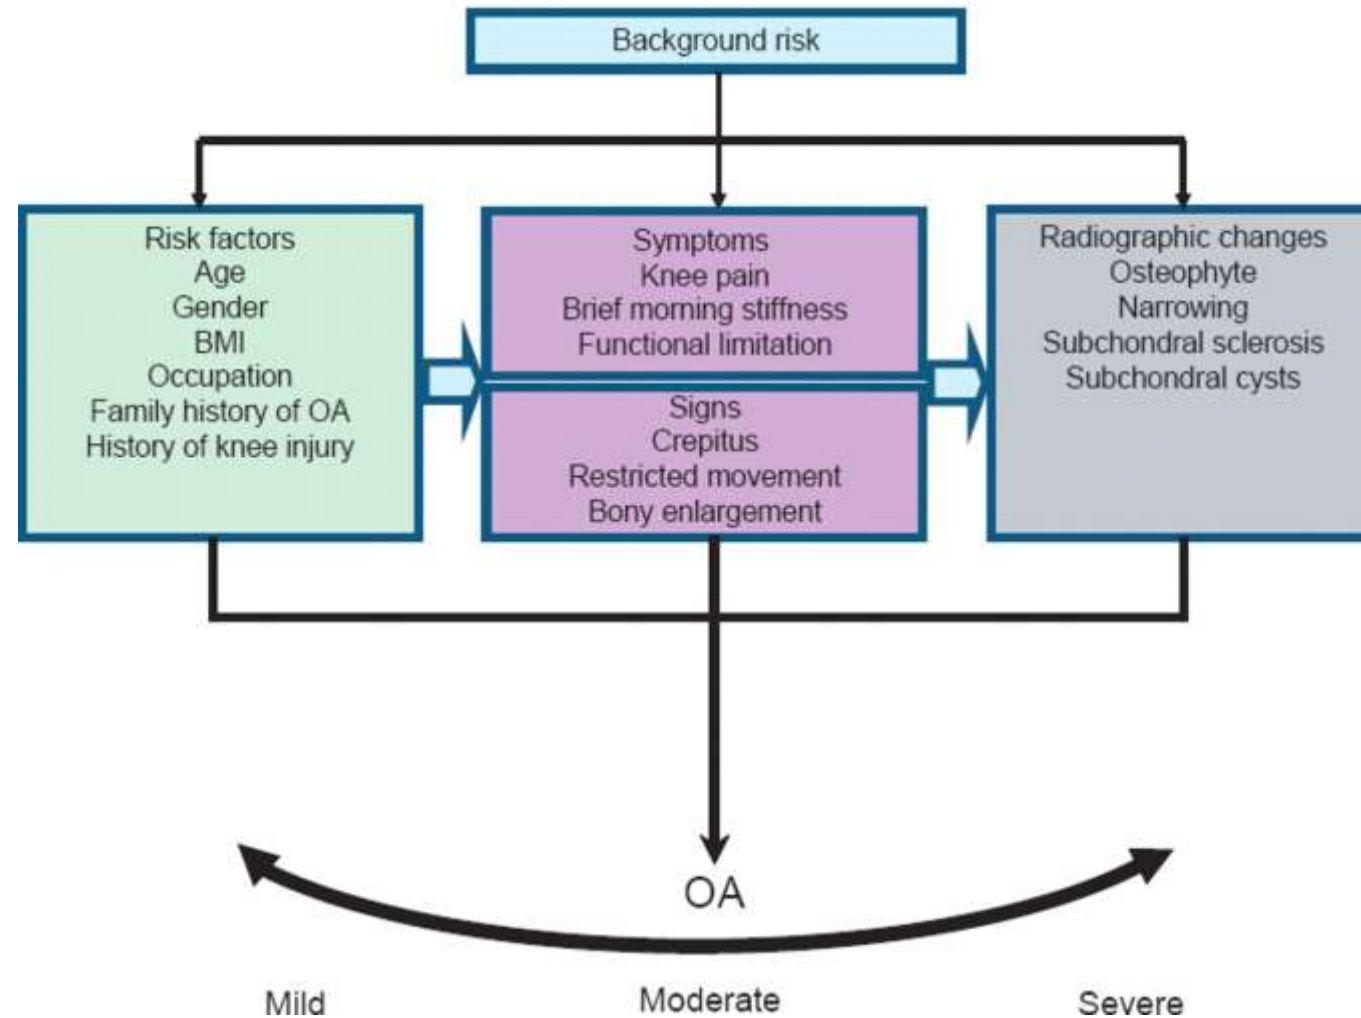 Background risk
Risk factors
Age
Gender
BMI
Occupation
Family history of OA
History of knee injury
Symptoms
Knee pain
Brief morning stiffness
Functional limitation
Signs
Crepitus
Restricted movement
Bony enlargement
Radiographic changes
Osteophyte
Narrowing
Subchondral sclerosis
Subchondral cysts
OA
Mild
Moderate
Severe